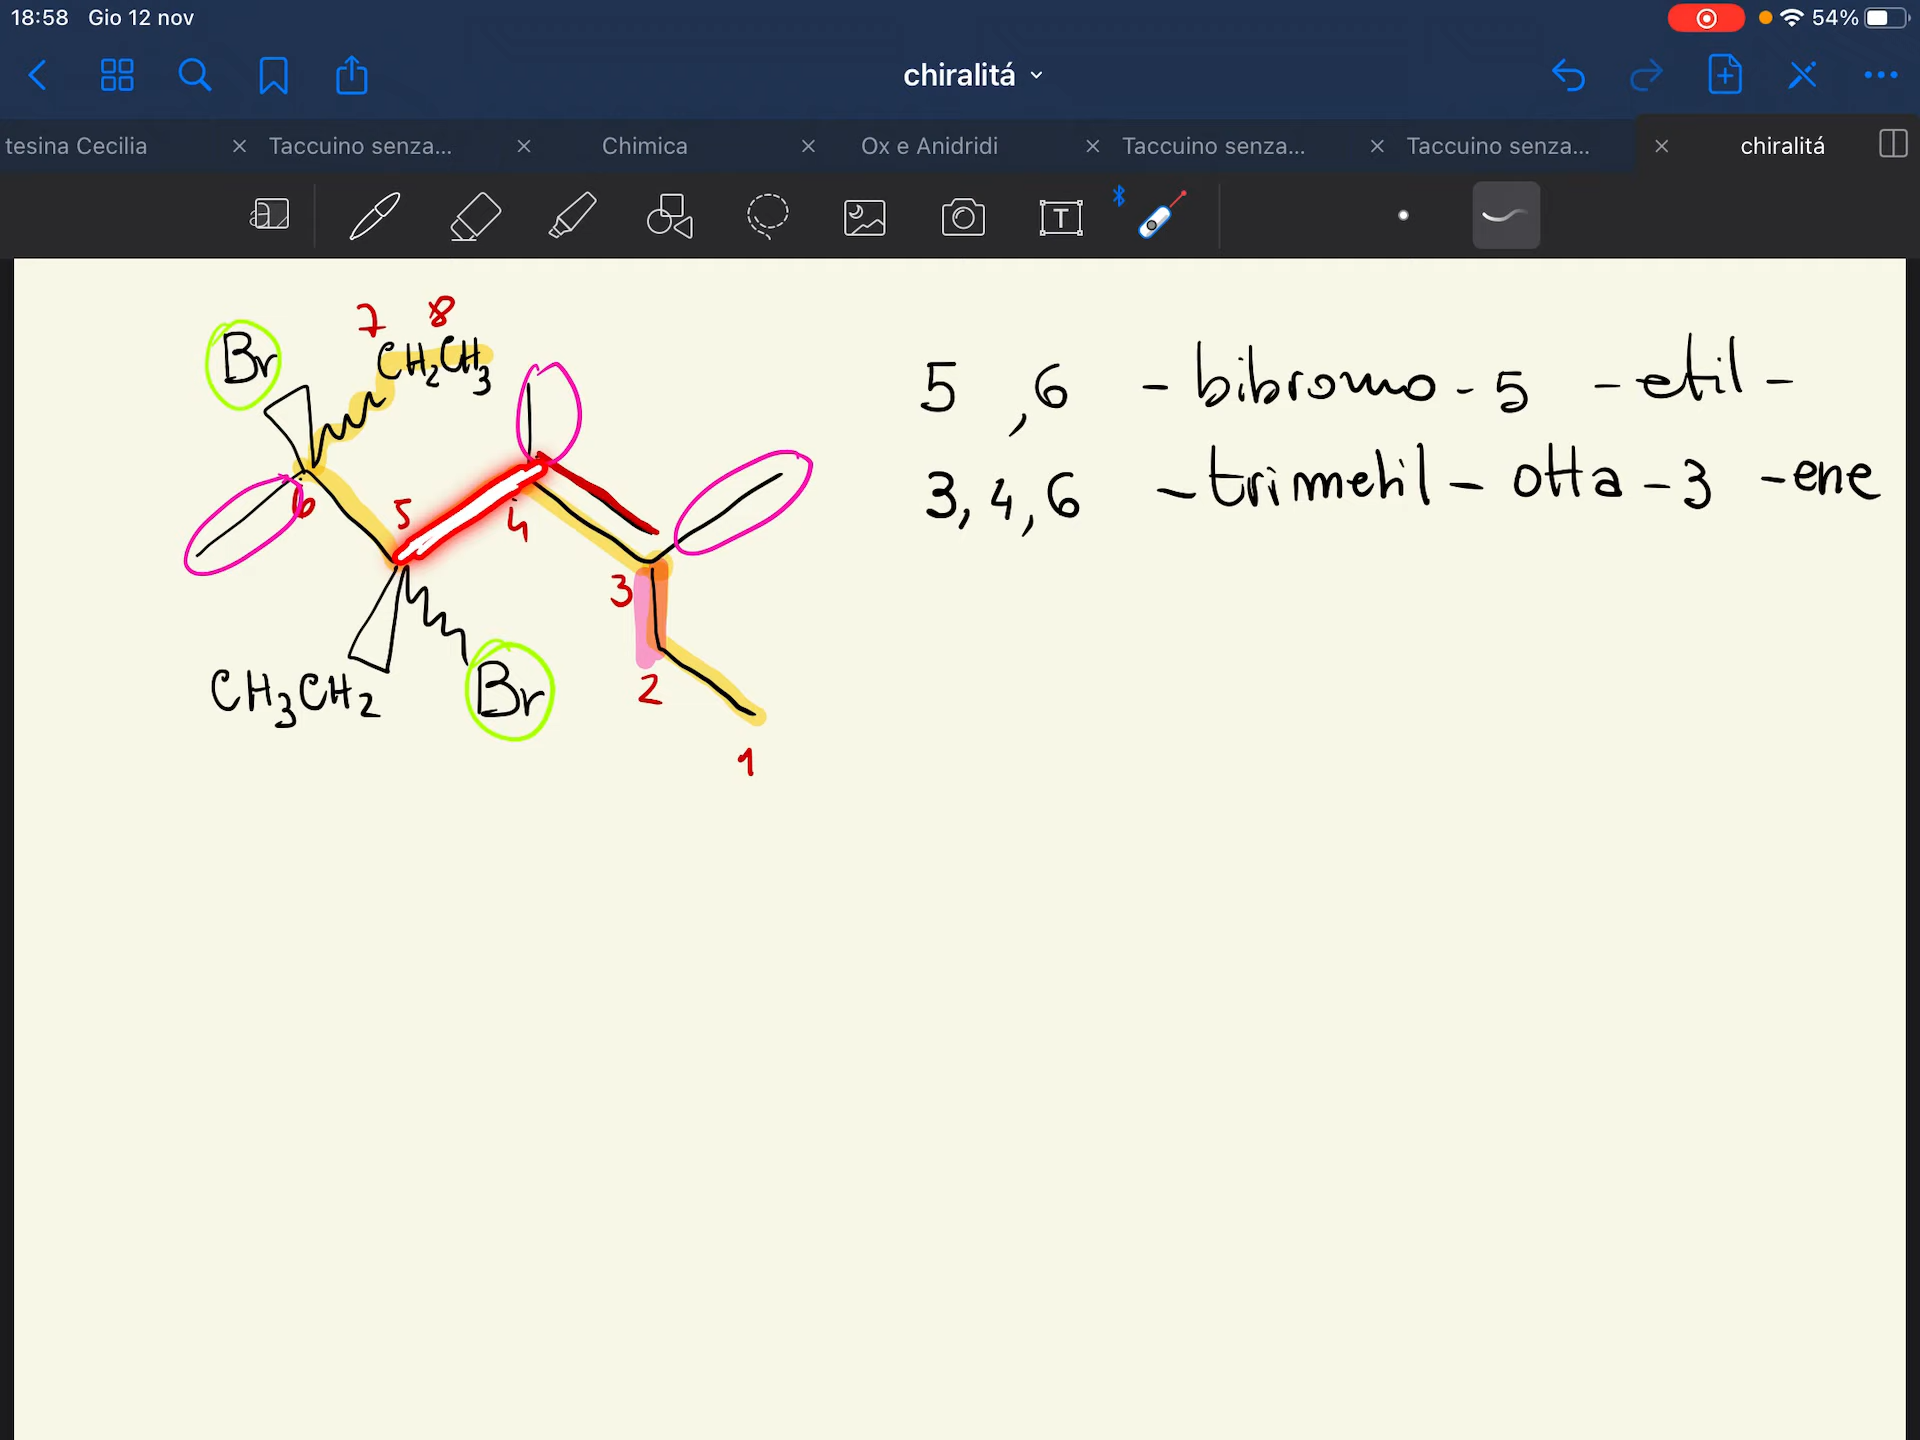 18:58 Gio 12 nov 54%
chiralitá
tesina Cecilia Taccuino senza... Chimica Ox e Anidridi Taccuino senza... Taccuino senza... chiralitá
7 8
Br CH2CH3
6 5 4
3
CH3CH2 Br 2
1
5 ,6 - bibromo - 5 - etil -
3, 4, 6 - trimetil - otta - 3 - ene